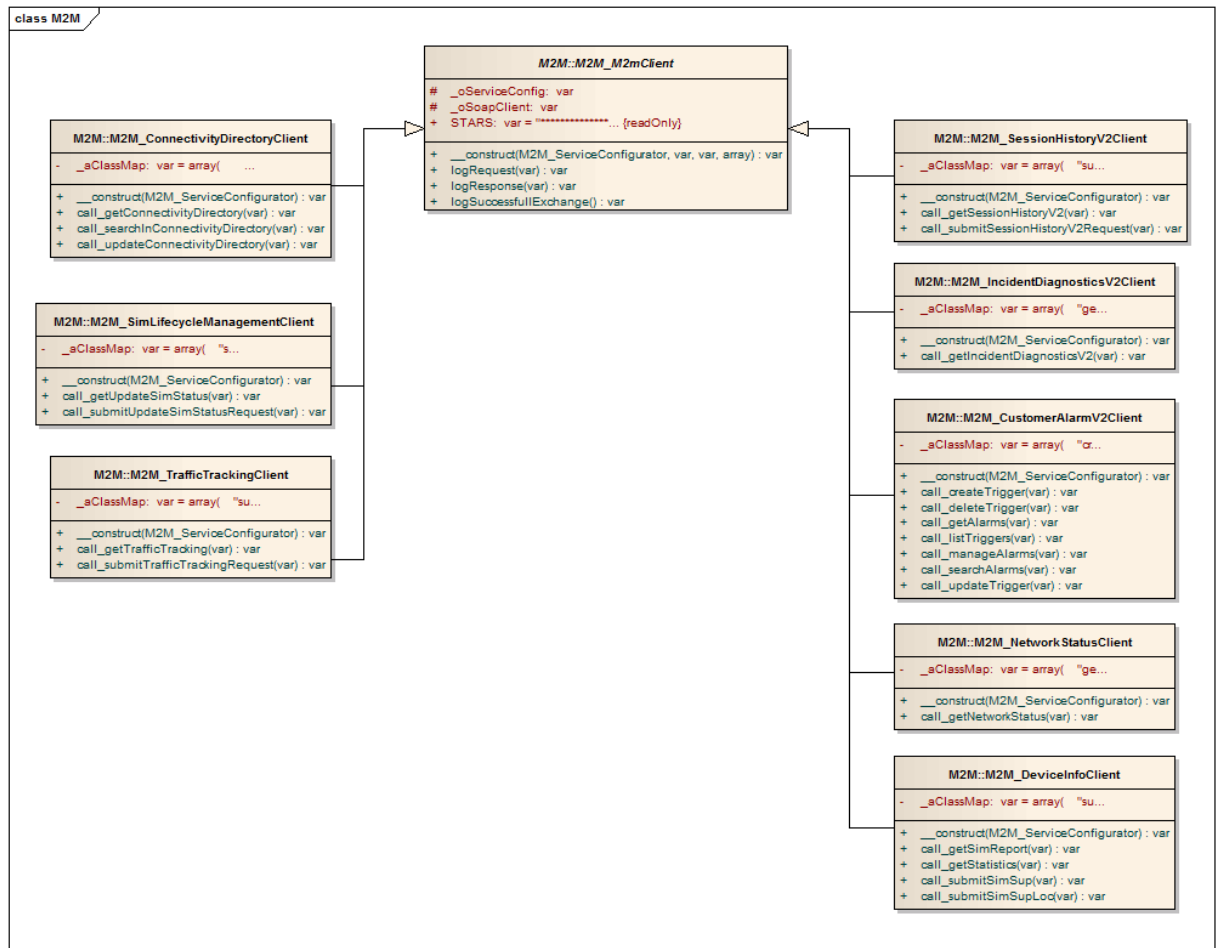 class M2M
M2M::M2M_M2mClient
# _oServiceConfig: var
# _oSoapClient: var
+ STARS: var = "***************... {readOnly}
+ __construct(M2M_ServiceConfigurator, var, var, array) : var
+ logRequest(var) : var
+ logResponse(var) : var
+ logSuccessfullExchange() : var
M2M::M2M_ConnectivityDirectoryClient
- _aClassMap: var = array( ...
+ __construct(M2M_ServiceConfigurator) : var
+ call_getConnectivityDirectory(var) : var
+ call_searchInConnectivityDirectory(var) : var
+ call_updateConnectivityDirectory(var) : var
M2M::M2M_SimLifecycleManagementClient
- _aClassMap: var = array( "s...
+ __construct(M2M_ServiceConfigurator) : var
+ call_getUpdateSimStatus(var) : var
+ call_submitUpdateSimStatusRequest(var) : var
M2M::M2M_TrafficTrackingClient
- _aClassMap: var = array( "su...
+ __construct(M2M_ServiceConfigurator) : var
+ call_getTrafficTracking(var) : var
+ call_submitTrafficTrackingRequest(var) : var
M2M::M2M_SessionHistoryV2Client
- _aClassMap: var = array( "su...
+ __construct(M2M_ServiceConfigurator) : var
+ call_getSessionHistoryV2(var) : var
+ call_submitSessionHistoryV2Request(var) : var
M2M::M2M_IncidentDiagnosticsV2Client
- _aClassMap: var = array( "ge...
+ __construct(M2M_ServiceConfigurator) : var
+ call_getIncidentDiagnosticsV2(var) : var
M2M::M2M_CustomerAlarmV2Client
- _aClassMap: var = array( "cr...
+ __construct(M2M_ServiceConfigurator) : var
+ call_createTrigger(var) : var
+ call_deleteTrigger(var) : var
+ call_getAlarms(var) : var
+ call_listTriggers(var) : var
+ call_manageAlarms(var) : var
+ call_searchAlarms(var) : var
+ call_updateTrigger(var) : var
M2M::M2M_NetworkStatusClient
- _aClassMap: var = array( "ge...
+ __construct(M2M_ServiceConfigurator) : var
+ call_getNetworkStatus(var) : var
M2M::M2M_DeviceInfoClient
- _aClassMap: var = array( "su...
+ __construct(M2M_ServiceConfigurator) : var
+ call_getSimReport(var) : var
+ call_getStatistics(var) : var
+ call_submitSimSup(var) : var
+ call_submitSimSupLoc(var) : var